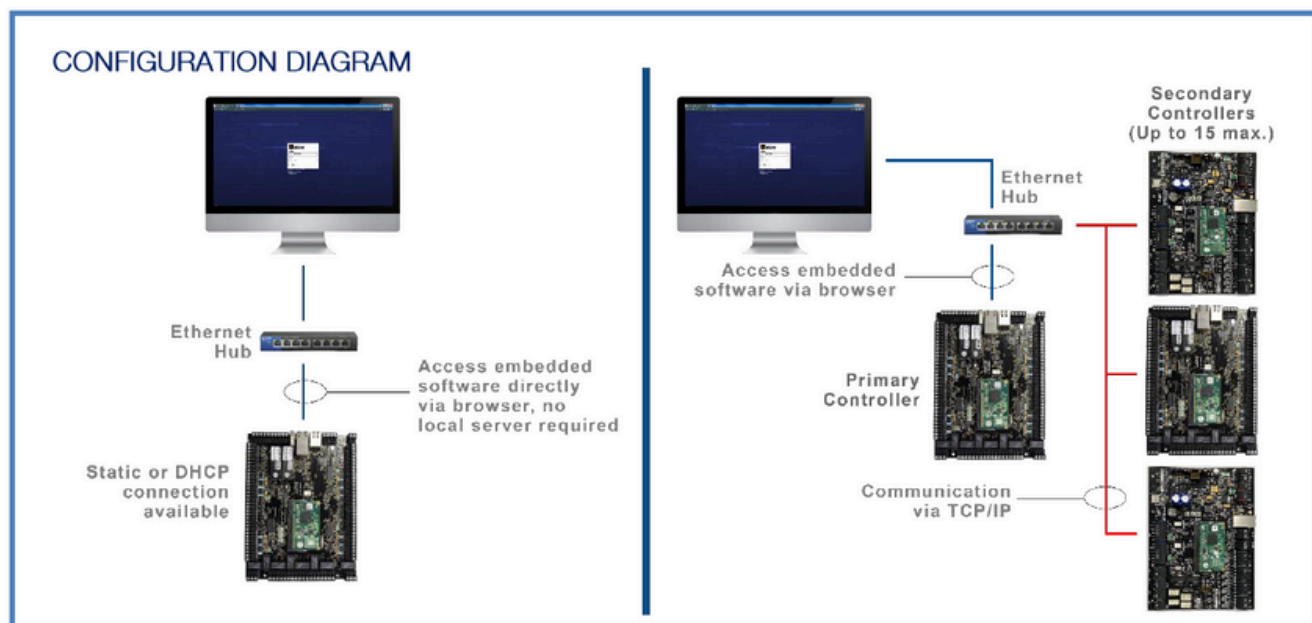 CONFIGURATION DIAGRAM
Ethernet
Hub
Access embedded
software directly
via browser, no
local server required
Static or DHCP
connection
available
Secondary
Controllers
(Up to 15 max.)
Ethernet
Hub
Access embedded
software via browser
Primary
Controller
Communication
via TCP/IP